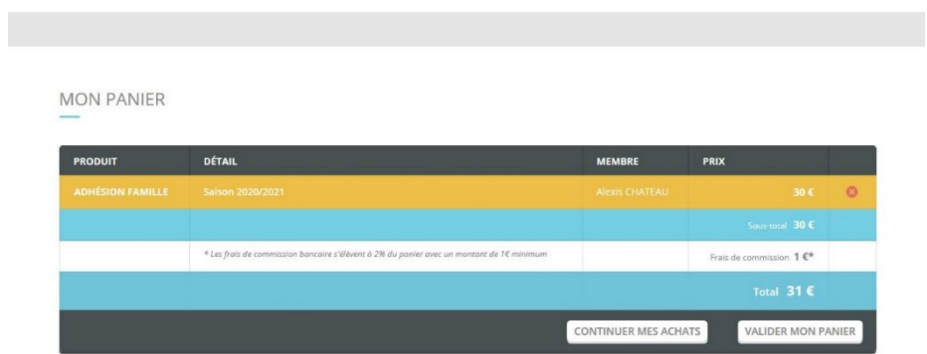 MON PANIER
PRODUIT DÉTAIL MEMBRE PRIX
ADHÉSION FAMILLE Saison 2020/2021 Alexis CHATEAU 30 €
Sous-total 30 €
* Les frais de commission bancaire s'élèvent à 2% du panier avec un montant de 1€ minimum Frais de commission 1 €*
Total 31 €
CONTINUER MES ACHATS VALIDER MON PANIER